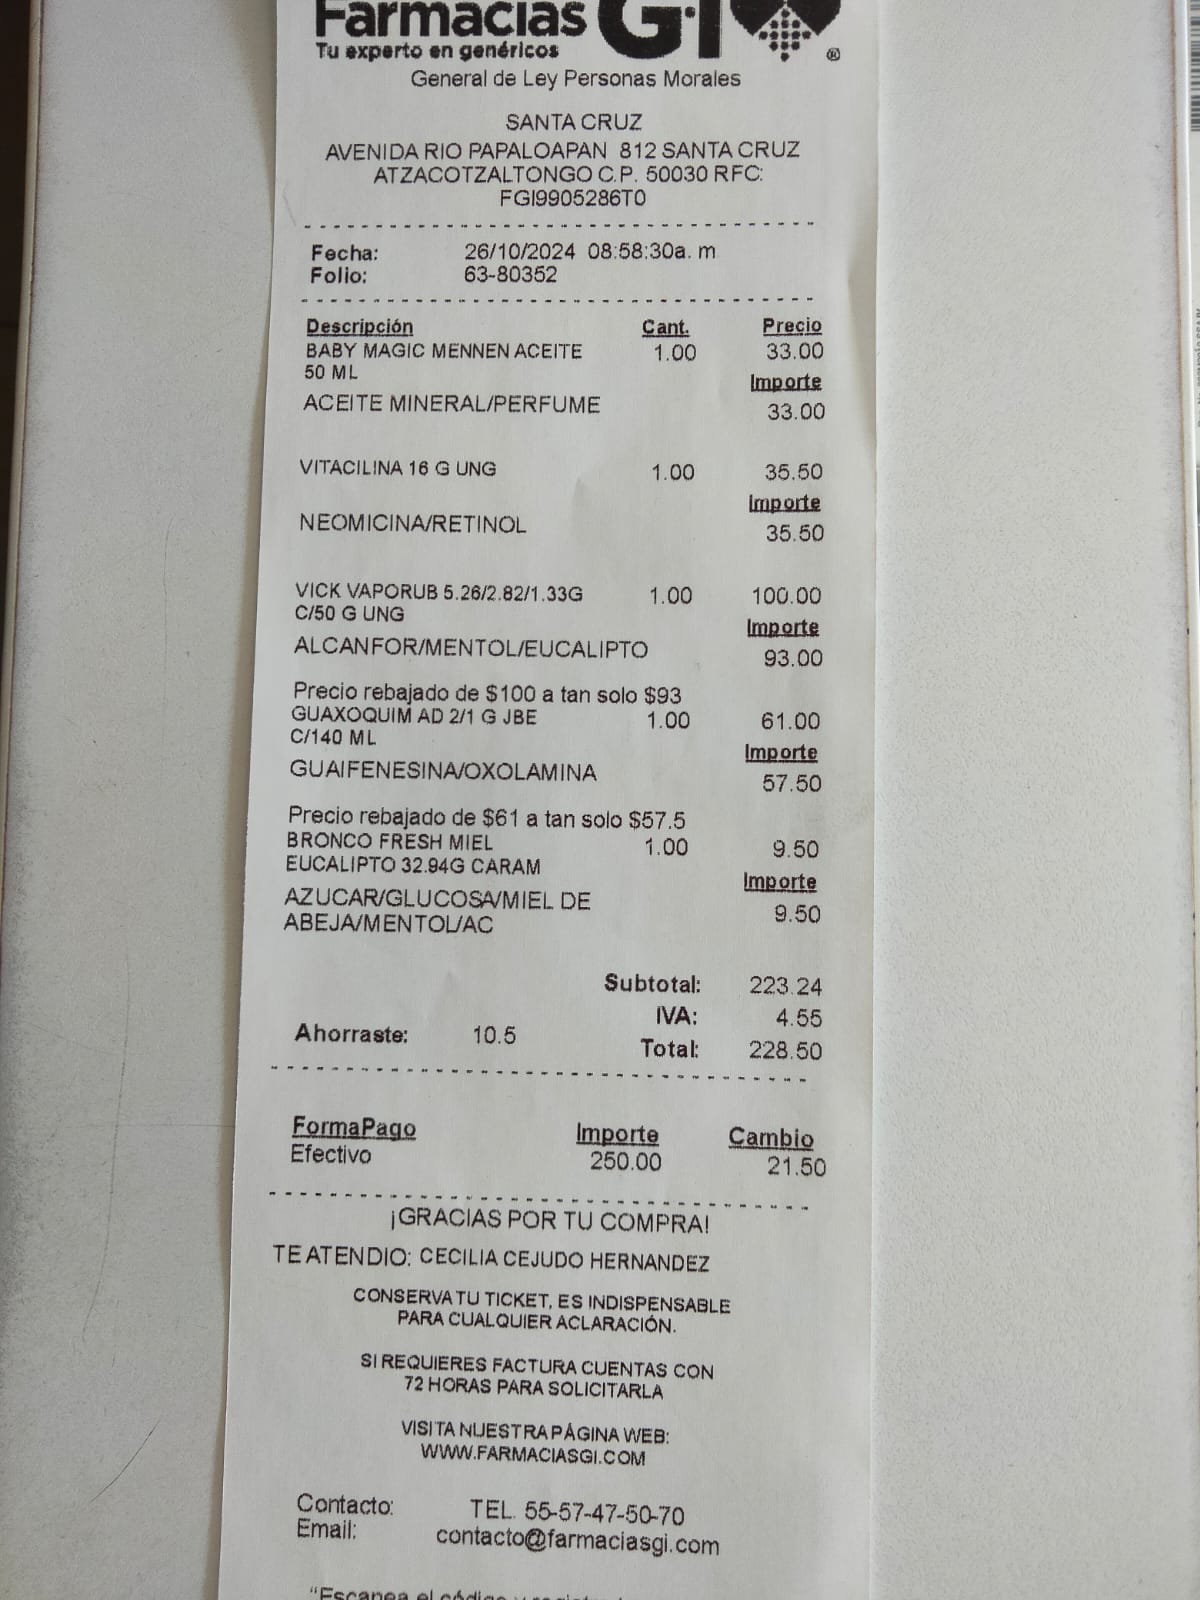 Farmacias G·I
Tu experto en genéricos ®
General de Ley Personas Morales
SANTA CRUZ
AVENIDA RIO PAPALOAPAN 812 SANTA CRUZ
ATZACOTZALTONGO C.P. 50030 RFC:
FGI9905286T0
Fecha: 26/10/2024 08:58:30a. m
Folio: 63-80352
Descripción Cant. Precio
BABY MAGIC MENNEN ACEITE 1.00 33.00
50 ML
Importe
ACEITE MINERAL/PERFUME 33.00
VITACILINA 16 G UNG 1.00 35.50
Importe
NEOMICINA/RETINOL 35.50
VICK VAPORUB 5.26/2.82/1.33G 1.00 100.00
C/50 G UNG
Importe
ALCANFOR/MENTOL/EUCALIPTO 93.00
Precio rebajado de $100 a tan solo $93
GUAXOQUIM AD 2/1 G JBE 1.00 61.00
C/140 ML
Importe
GUAIFENESINA/OXOLAMINA 57.50
Precio rebajado de $61 a tan solo $57.5
BRONCO FRESH MIEL 1.00 9.50
EUCALIPTO 32.94G CARAM
Importe
AZUCAR/GLUCOSA/MIEL DE 9.50
ABEJA/MENTOL/AC
Subtotal: 223.24
IVA: 4.55
Ahorraste: 10.5 Total: 228.50
FormaPago Importe Cambio
Efectivo 250.00 21.50
¡GRACIAS POR TU COMPRA!
TE ATENDIO: CECILIA CEJUDO HERNANDEZ
CONSERVA TU TICKET, ES INDISPENSABLE
PARA CUALQUIER ACLARACIÓN.
SI REQUIERES FACTURA CUENTAS CON
72 HORAS PARA SOLICITARLA
VISITA NUESTRA PÁGINA WEB:
WWW.FARMACIASGI.COM
Contacto: TEL. 55-57-47-50-70
Email: contacto@farmaciasgi.com
"Escanea el código y